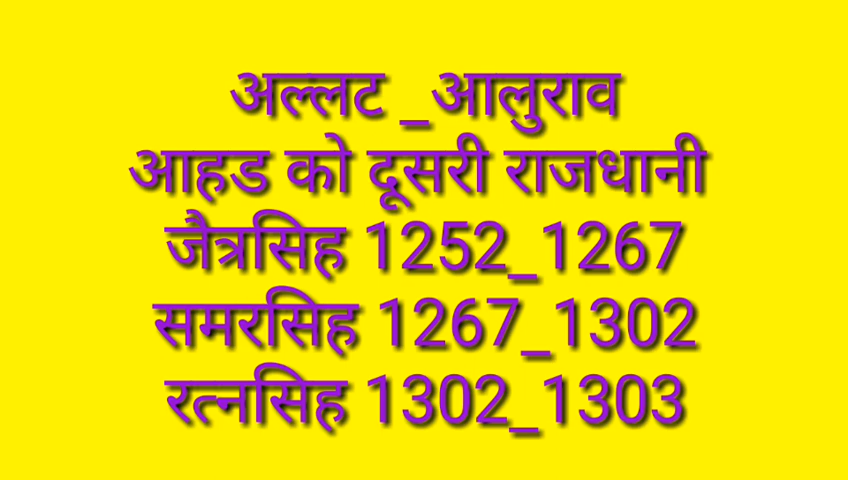 अल्लट _आलुराव
आहड को दूसरी राजधानी
जैत्रसिह 1252_1267
समरसिह 1267_1302
रत्नसिह 1302_1303